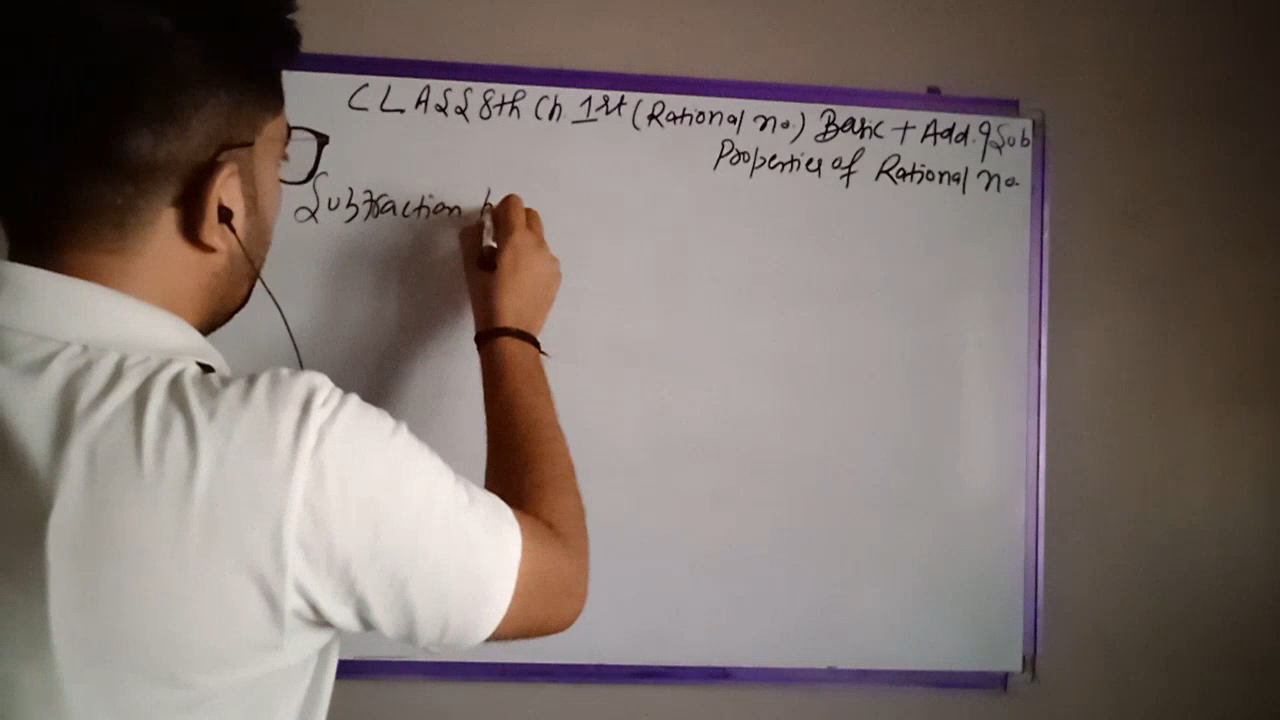 CLASS 8th Ch. 1st (Rational no.) Basic + Add. & Sub
Properties of Rational no.
Subtraction